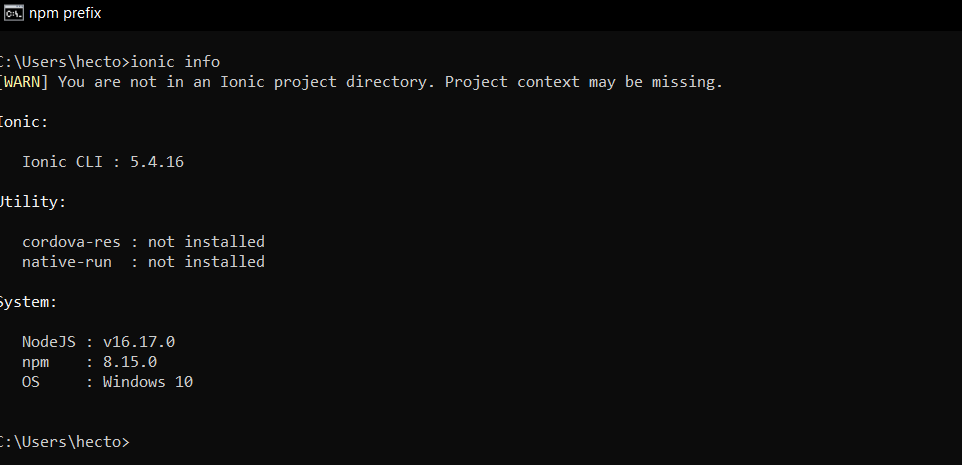 npm prefix
C:\Users\hecto>ionic info
[WARN] You are not in an Ionic project directory. Project context may be missing.
Ionic:
Ionic CLI : 5.4.16
Utility:
cordova-res : not installed
native-run  : not installed
System:
NodeJS : v16.17.0
npm    : 8.15.0
OS     : Windows 10
C:\Users\hecto>